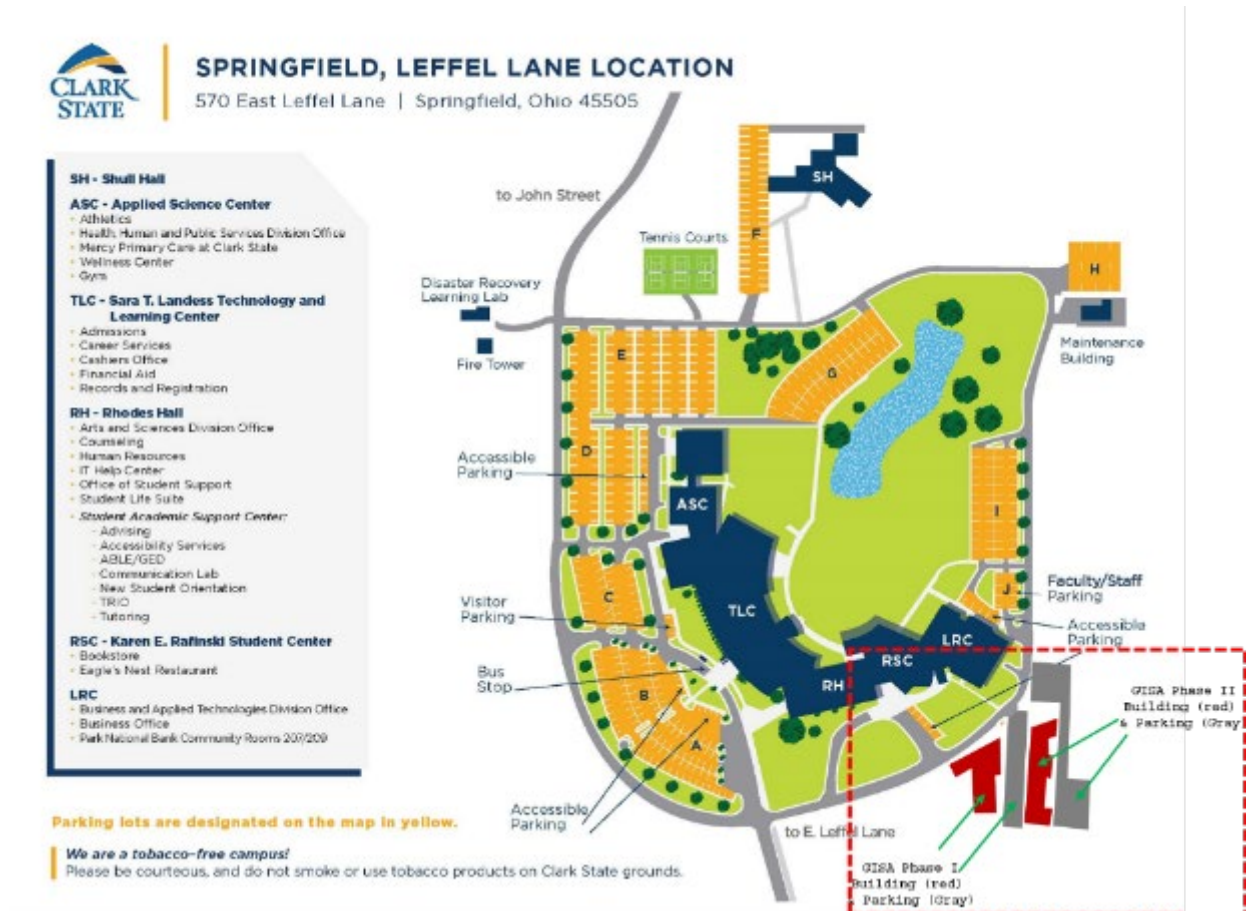 CLARK
STATE
SPRINGFIELD, LEFFEL LANE LOCATION
570 East Leffel Lane | Springfield, Ohio 45505
SH - Shull Hall
ASC - Applied Science Center
• Athletics
• Health, Human and Public Services Division Office
• Mercy Primary Care at Clark State
• Wellness Center
• Gym
TLC - Sara T. Landess Technology and
Learning Center
• Admissions
• Career Services
• Cashiers Office
• Financial Aid
• Records and Registration
RH - Rhodes Hall
• Arts and Sciences Division Office
• Counseling
• Human Resources
• IT Help Center
• Office of Student Support
• Student Life Suite
• Student Academic Support Center:
- Advising
- Accessibility Services
- ABLE/GED
- Communication Lab
- New Student Orientation
- TRIO
- Tutoring
RSC - Karen E. Rafinski Student Center
• Bookstore
• Eagle's Nest Restaurant
LRC
• Business and Applied Technologies Division Office
• Business Office
• Park National Bank Community Rooms 207/209
Parking lots are designated on the map in yellow.
We are a tobacco-free campus!
Please be courteous, and do not smoke or use tobacco products on Clark State grounds.
to John Street
SH
F
Tennis Courts
H
Disaster Recovery
Learning Lab
Fire Tower
Maintenance
Building
E
G
D
Accessible
Parking
ASC
I
C
Visitor
Parking
TLC
J
Faculty/Staff
Parking
Accessible
Parking
LRC
RSC
RH
Bus
Stop
B
A
Accessible
Parking
to E. Leffel Lane
GISA Phase II
Building (red)
& Parking (Gray
GISA Phase I
Building (red)
Parking (Gray)